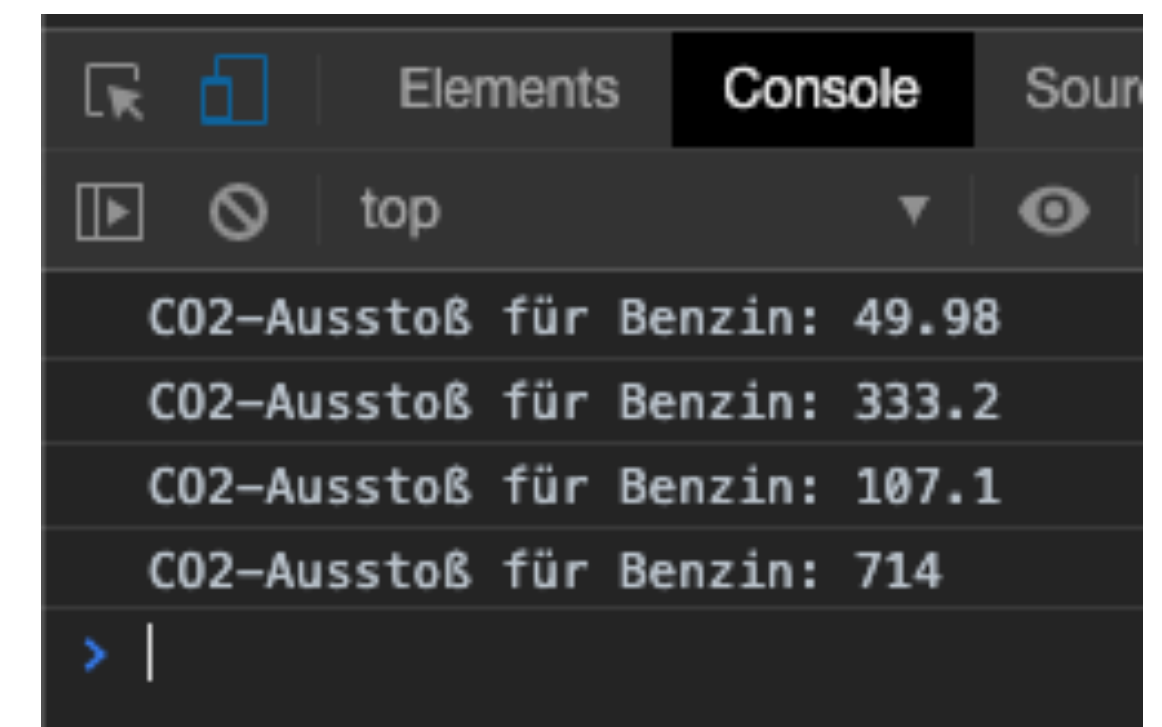 Elements Console Sour
top
CO2-Ausstoß für Benzin: 49.98
CO2-Ausstoß für Benzin: 333.2
CO2-Ausstoß für Benzin: 107.1
CO2-Ausstoß für Benzin: 714
>